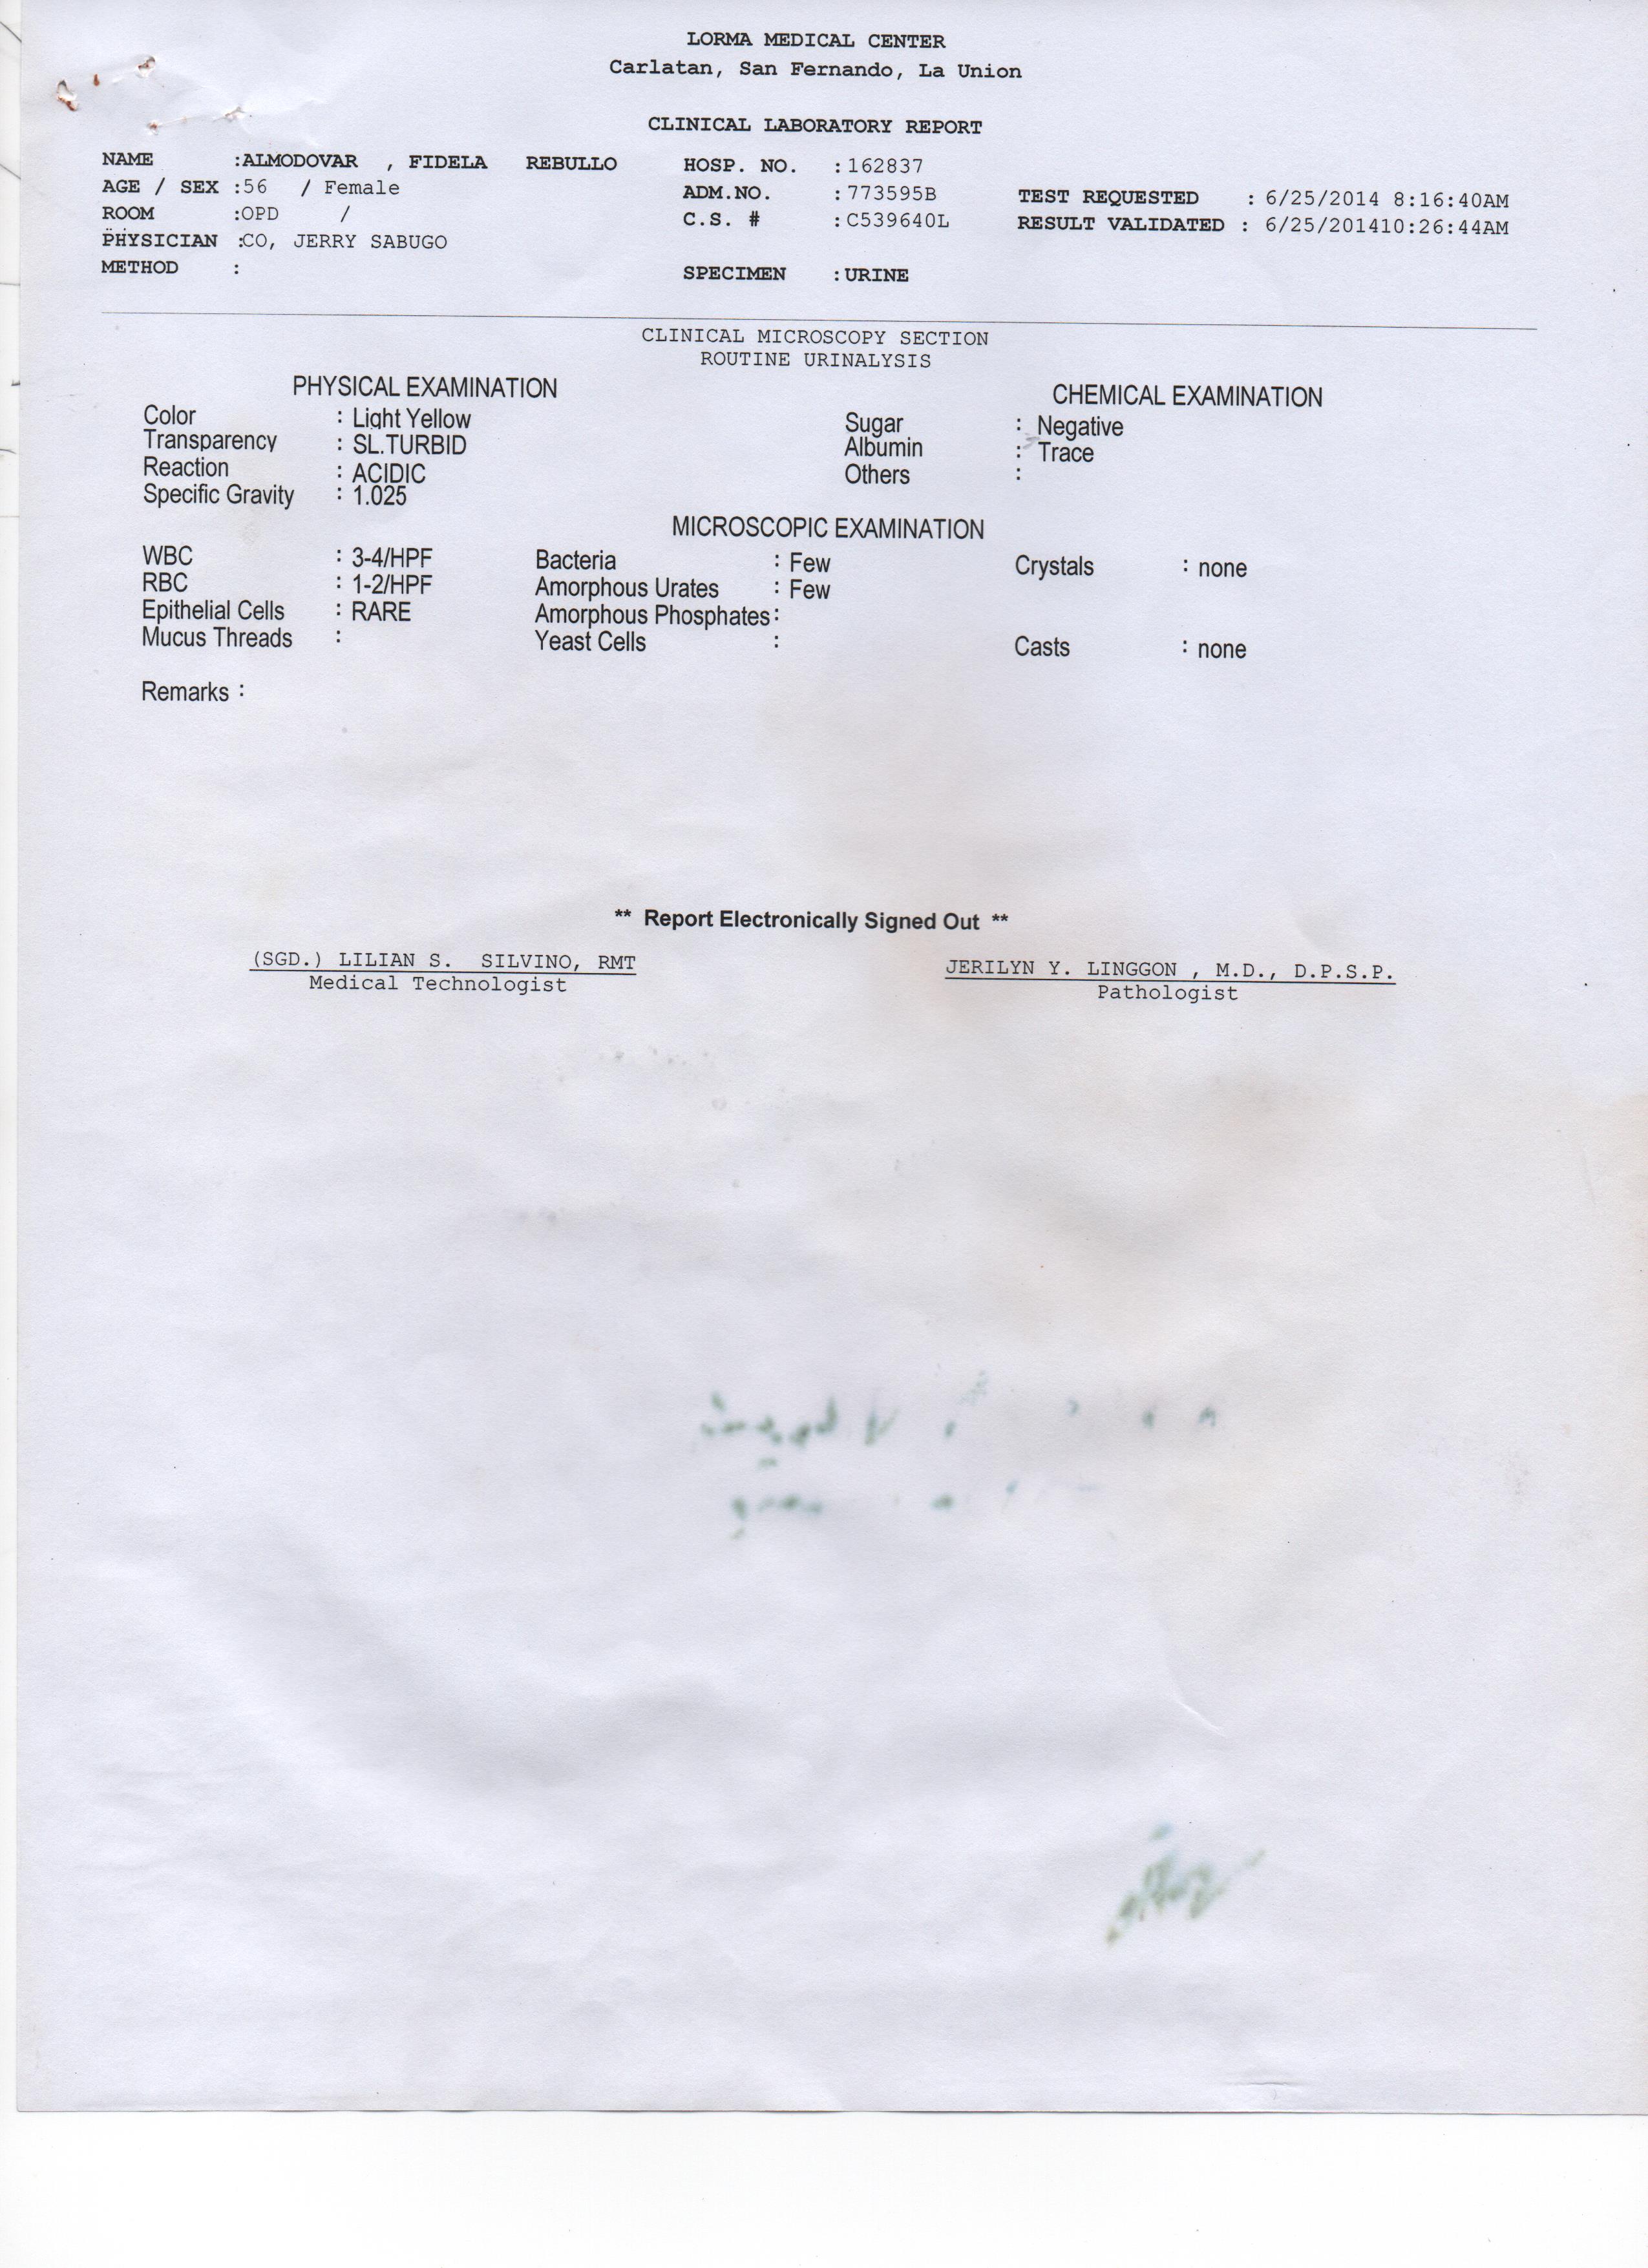 LORMA MEDICAL CENTER
Carlatan, San Fernando, La Union
CLINICAL LABORATORY REPORT
NAME :ALMODOVAR , FIDELA REBULLO HOSP. NO. :162837
AGE / SEX :56 / Female ADM.NO. :773595B TEST REQUESTED : 6/25/2014 8:16:40AM
ROOM :OPD / C.S. # :C539640L RESULT VALIDATED : 6/25/201410:26:44AM
PHYSICIAN :CO, JERRY SABUGO
METHOD : SPECIMEN :URINE
CLINICAL MICROSCOPY SECTION
ROUTINE URINALYSIS
PHYSICAL EXAMINATION CHEMICAL EXAMINATION
Color : Light Yellow Sugar : Negative
Transparency : SL.TURBID Albumin : Trace
Reaction : ACIDIC Others :
Specific Gravity : 1.025
MICROSCOPIC EXAMINATION
WBC : 3-4/HPF Bacteria : Few Crystals : none
RBC : 1-2/HPF Amorphous Urates : Few
Epithelial Cells : RARE Amorphous Phosphates:
Mucus Threads : Yeast Cells : Casts : none
Remarks :
** Report Electronically Signed Out **
(SGD.) LILIAN S. SILVINO, RMT JERILYN Y. LINGGON , M.D., D.P.S.P.
Medical Technologist Pathologist